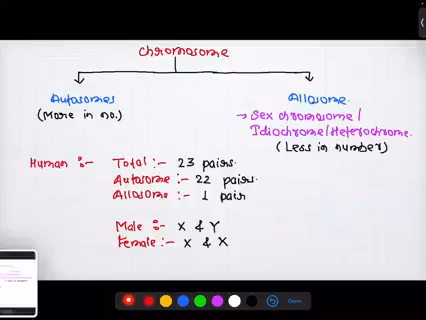 Chromosome
Autosomes
(More in no.)
Allosome
→ Sex chromosome/
Idiochrome/Heterochrome.
(Less in number)
Human :- Total :- 23 pairs.
Autosome :- 22 pairs.
Allosome :- 1 pair
Male :- X & Y
Female :- X & X
Done